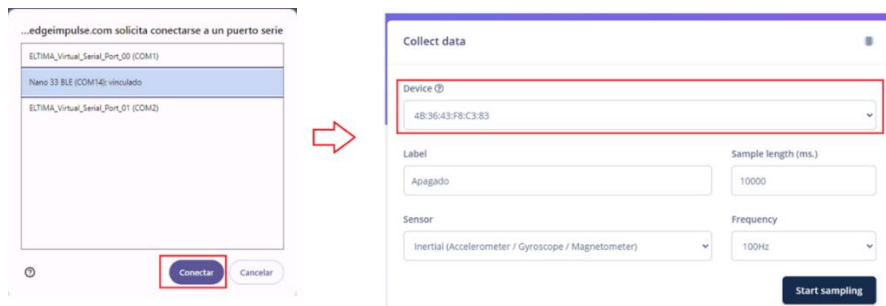 ...edgeimpulse.com solicita conectarse a un puerto serie
ELTIMA_Virtual_Serial_Port_00 (COM1)
Nano 33 BLE (COM14): vinculado
ELTIMA_Virtual_Serial_Port_01 (COM2)
Conectar
Cancelar
Collect data
Device
4B:36:43:F8:C3:83
Label
Sample length (ms.)
Apagado
10000
Sensor
Frequency
Inertial (Accelerometer / Gyroscope / Magnetometer)
100Hz
Start sampling